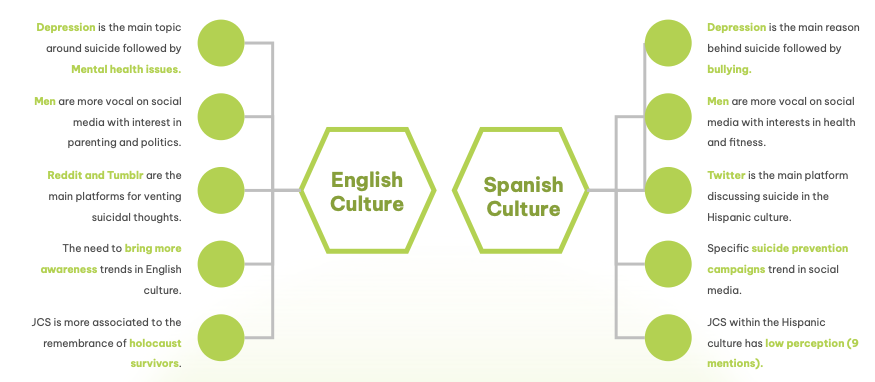 Depression is the main topic
around suicide followed by
Mental health issues.
Men are more vocal on social
media with interest in
parenting and politics.
Reddit and Tumblr are the
main platforms for venting
suicidal thoughts.
The need to bring more
awareness trends in English
culture.
JCS is more associated to the
remembrance of holocaust
survivors.
English
Culture
Spanish
Culture
Depression is the main reason
behind suicide followed by
bullying.
Men are more vocal on social
media with interests in health
and fitness.
Twitter is the main platform
discussing suicide in the
Hispanic culture.
Specific suicide prevention
campaigns trend in social
media.
JCS within the Hispanic
culture has low perception (9
mentions).